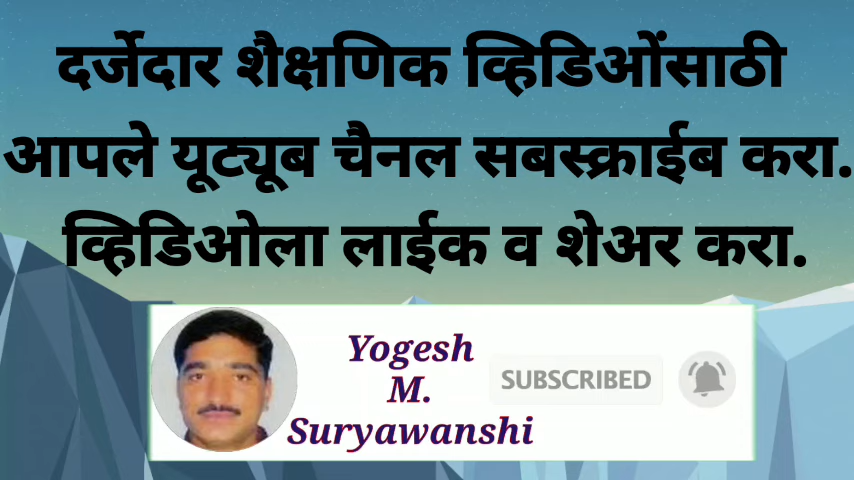 दर्जेदार शैक्षणिक व्हिडिओंसाठी
आपले यूट्यूब चैनल सबस्क्राईब करा.
व्हिडिओला लाईक व शेअर करा.
Yogesh
M.
Suryawanshi
SUBSCRIBED